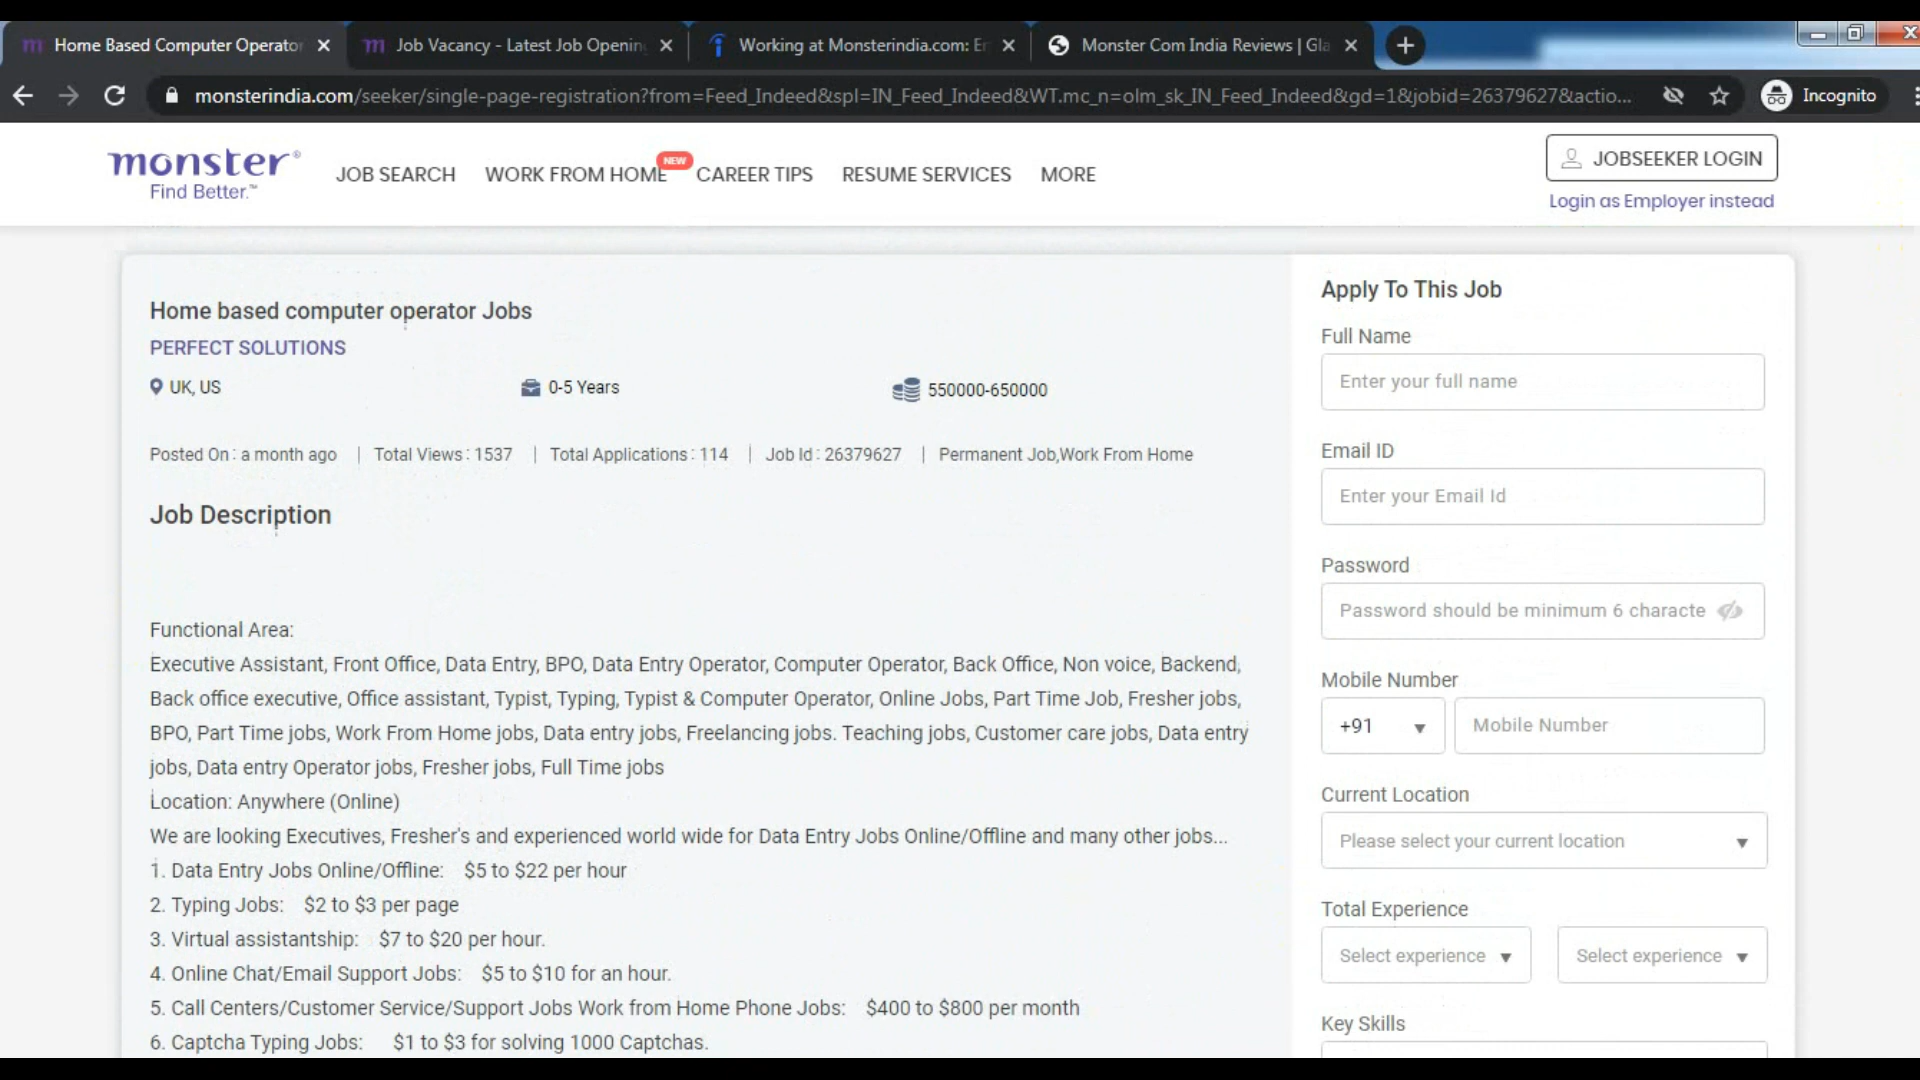 Home Based Computer Operator
Job Vacancy - Latest Job Openin
Working at Monsterindia.com: E
Monster Com India Reviews | Gla
monsterindia.com/seeker/single-page-registration?from=Feed_Indeed&spl=IN_Feed_Indeed&WT.mc_n=olm_sk_IN_Feed_Indeed&gd=1&jobid=26379627&actio...
Incognito
monster®
Find Better.™
JOB SEARCH
WORK FROM HOME
NEW
CAREER TIPS
RESUME SERVICES
MORE
JOBSEEKER LOGIN
Login as Employer instead
Home based computer operator Jobs
PERFECT SOLUTIONS
UK, US
0-5 Years
550000-650000
Posted On : a month ago | Total Views : 1537 | Total Applications : 114 | Job Id : 26379627 | Permanent Job,Work From Home
Job Description
Functional Area:
Executive Assistant, Front Office, Data Entry, BPO, Data Entry Operator, Computer Operator, Back Office, Non voice, Backend,
Back office executive, Office assistant, Typist, Typing, Typist & Computer Operator, Online Jobs, Part Time Job, Fresher jobs,
BPO, Part Time jobs, Work From Home jobs, Data entry jobs, Freelancing jobs. Teaching jobs, Customer care jobs, Data entry
jobs, Data entry Operator jobs, Fresher jobs, Full Time jobs
Location: Anywhere (Online)
We are looking Executives, Fresher's and experienced world wide for Data Entry Jobs Online/Offline and many other jobs...
1. Data Entry Jobs Online/Offline: $5 to $22 per hour
2. Typing Jobs: $2 to $3 per page
3. Virtual assistantship: $7 to $20 per hour.
4. Online Chat/Email Support Jobs: $5 to $10 for an hour.
5. Call Centers/Customer Service/Support Jobs Work from Home Phone Jobs: $400 to $800 per month
6. Captcha Typing Jobs: $1 to $3 for solving 1000 Captchas.
Apply To This Job
Full Name
Enter your full name
Email ID
Enter your Email Id
Password
Password should be minimum 6 characte
Mobile Number
+91
Mobile Number
Current Location
Please select your current location
Total Experience
Select experience
Select experience
Key Skills